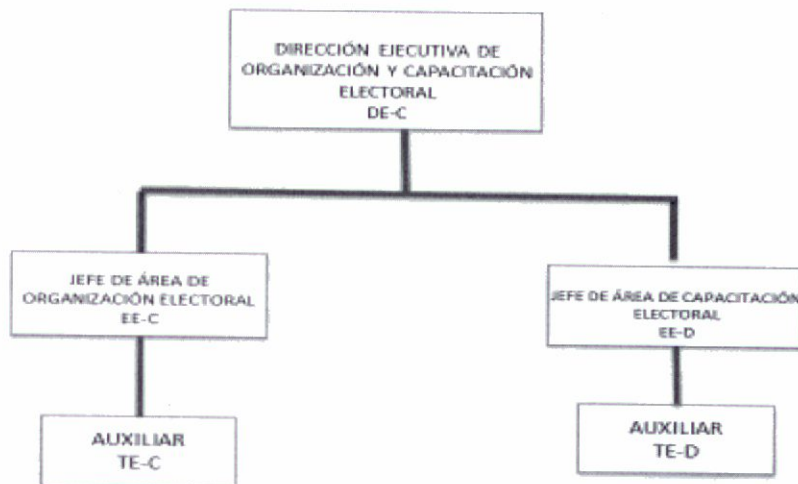 DIRECCIÓN EJECUTIVA DE
ORGANIZACIÓN Y CAPACITACIÓN
ELECTORAL
DE-C
JEFE DE ÁREA DE
ORGANIZACIÓN ELECTORAL
EE-C
JEFE DE ÁREA DE CAPACITACIÓN
ELECTORAL
EE-D
AUXILIAR
TE-C
AUXILIAR
TE-D